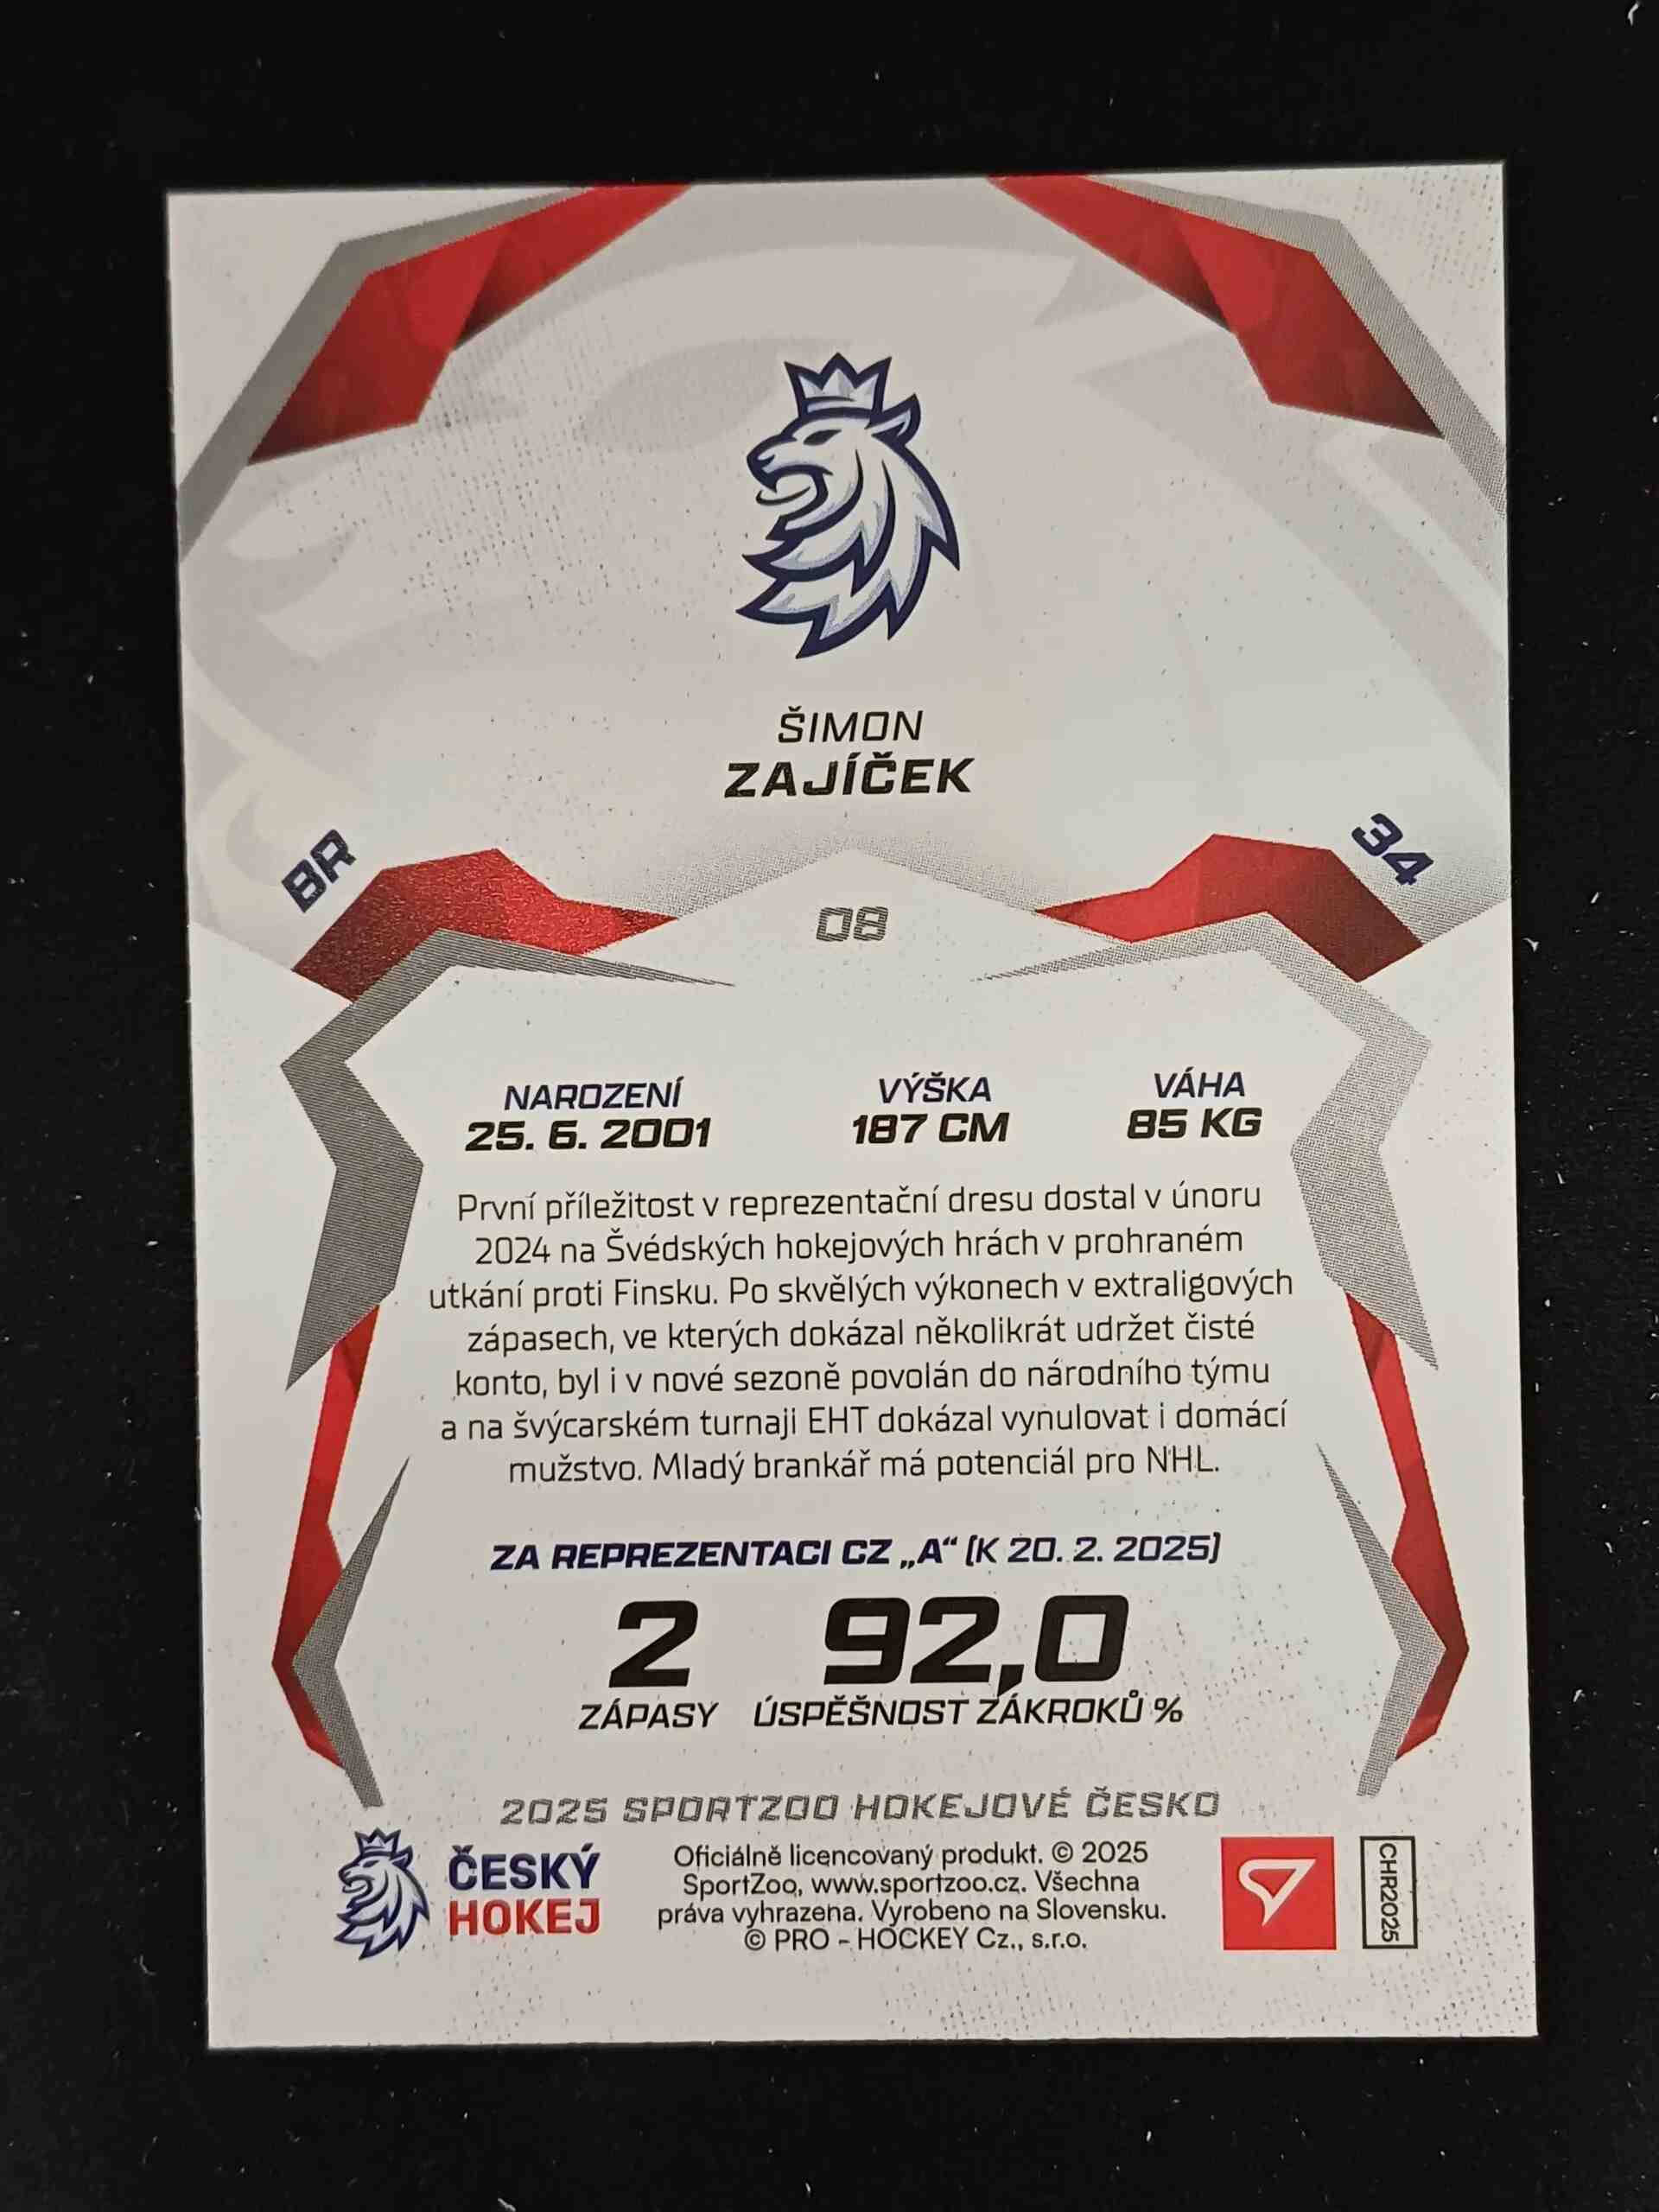 ŠIMON
ZAJÍČEK
BR
34
08
NAROZENÍ
25. 6. 2001
VÝŠKA
187 CM
VÁHA
85 KG
První příležitost v reprezentační dresu dostal v únoru
2024 na Švédských hokejových hrách v prohraném
utkání proti Finsku. Po skvělých výkonech v extraligových
zápasech, ve kterých dokázal několikrát udržet čisté
konto, byl i v nové sezoně povolán do národního týmu
a na švýcarském turnaji EHT dokázal vynulovat i domácí
mužstvo. Mladý brankář má potenciál pro NHL.
ZA REPREZENTACI CZ „A“ (K 20. 2. 2025)
2
ZÁPASY
92,0
ÚSPĚŠNOST ZÁKROKŮ %
2025 SPORTZOO HOKEJOVÉ ČESKO
ČESKÝ
HOKEJ
Oficiálně licencovaný produkt. © 2025
SportZoo, www.sportzoo.cz. Všechna
práva vyhrazena. Vyrobeno na Slovensku.
© PRO - HOCKEY Cz., s.r.o.
CHR2025